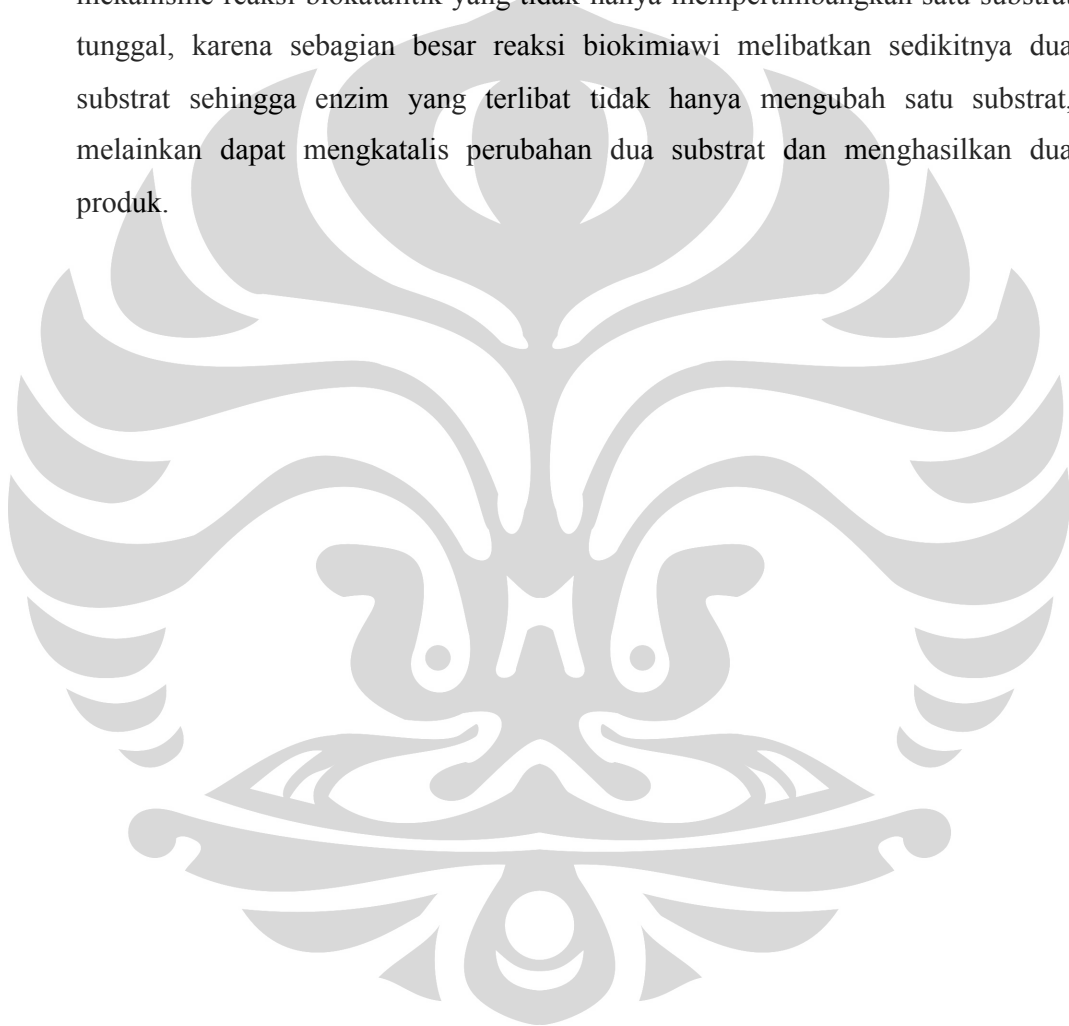 mekanisme reaksi biokatalitik yang tidak hanya mempertimbangkan satu substrat
tunggal, karena sebagian besar reaksi biokimiawi melibatkan sedikitnya dua
substrat sehingga enzim yang terlibat tidak hanya mengubah satu substrat,
melainkan dapat mengkatalis perubahan dua substrat dan menghasilkan dua
produk.